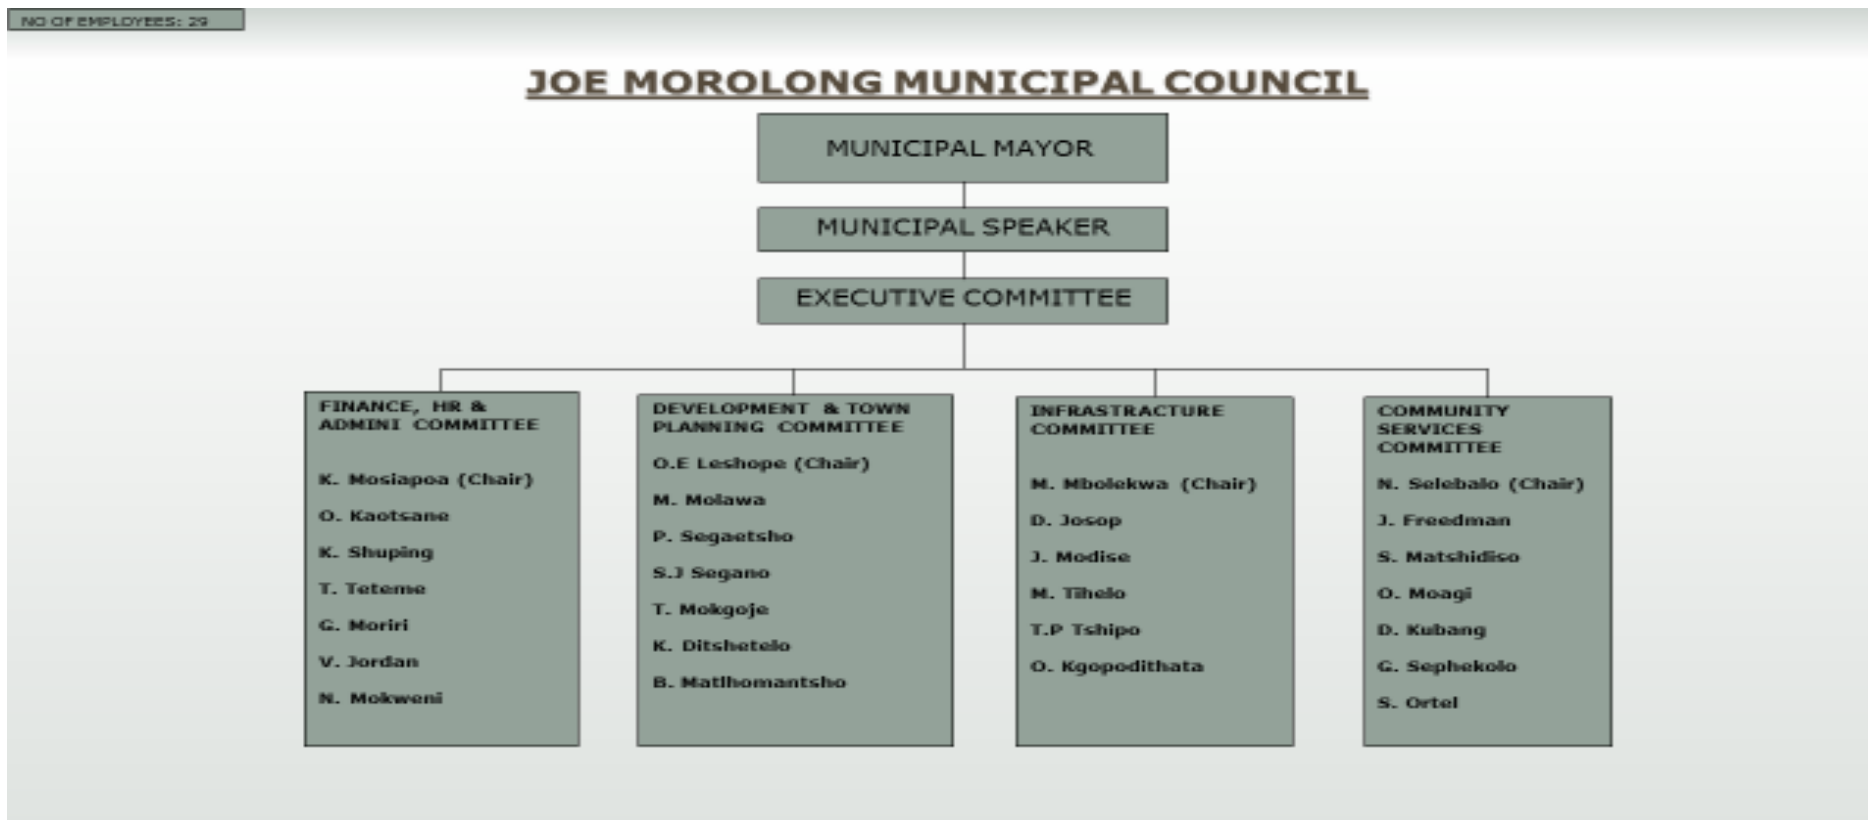 NO OF EMPLOYEES: 29
JOE MOROLONG MUNICIPAL COUNCIL
MUNICIPAL MAYOR
MUNICIPAL SPEAKER
EXECUTIVE COMMITTEE
FINANCE, HR &
ADMINI COMMITTEE
K. Mosiapoa (Chair)
O. Kaotsane
K. Shuping
T. Teteme
G. Moriri
V. Jordan
N. Mokweni
DEVELOPMENT & TOWN
PLANNING COMMITTEE
O.E Leshope (Chair)
M. Molawa
P. Segaetsho
S.J Segano
T. Mokgoje
K. Ditshetelo
B. Matlhomantsho
INFRASTRACTURE
COMMITTEE
M. Mbolekwa (Chair)
D. Josop
J. Modise
M. Tihelo
T.P Tshipo
O. Kgopodithata
COMMUNITY
SERVICES
COMMITTEE
N. Selebalo (Chair)
J. Freedman
S. Matshidiso
O. Moagi
D. Kubang
G. Sephekolo
S. Ortel